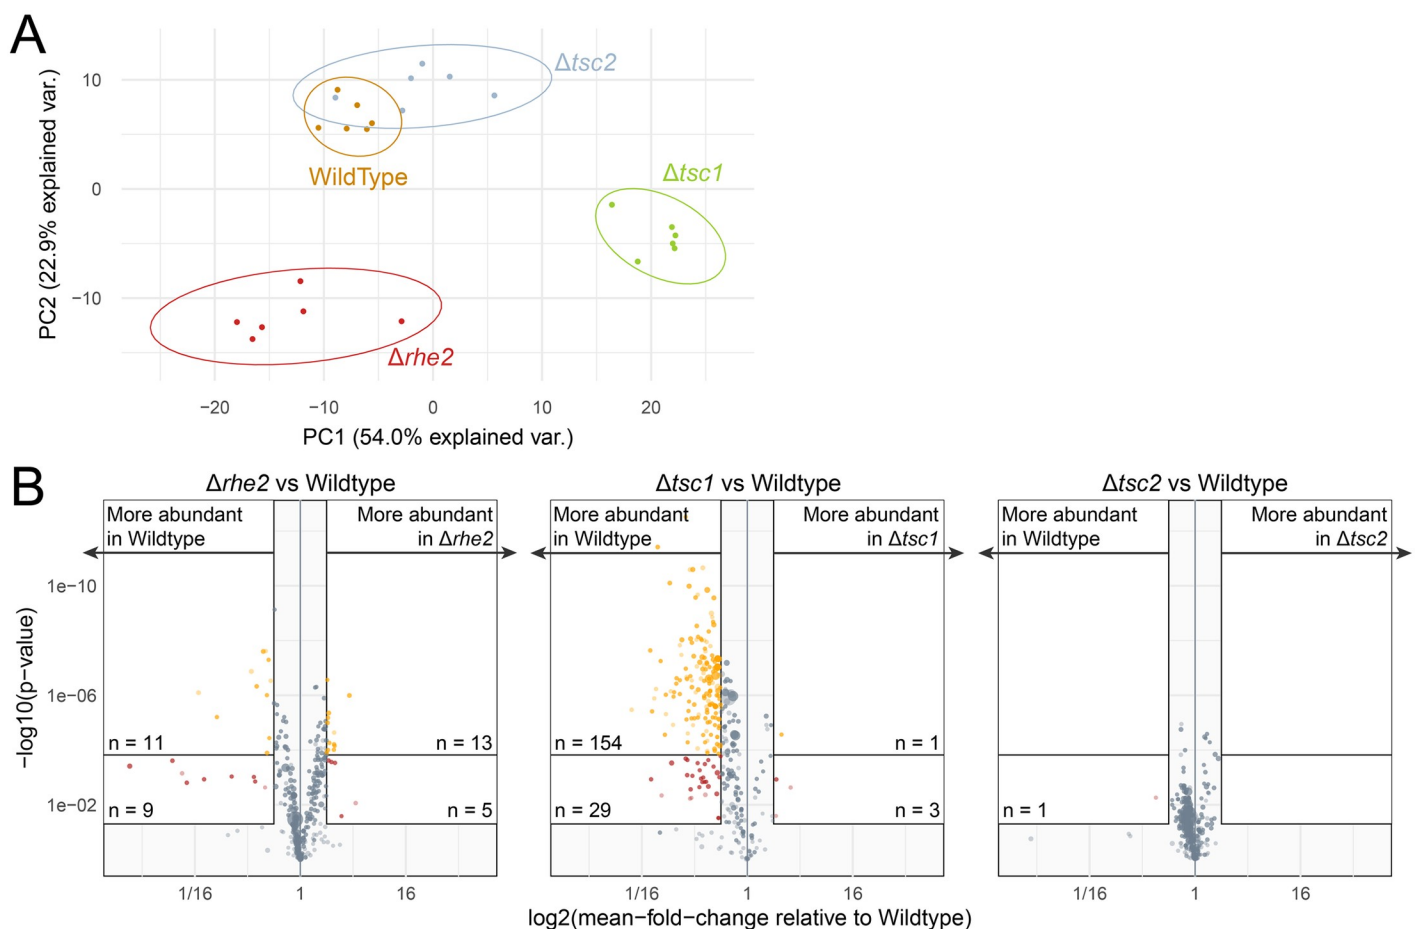 A
Δtsc2
WildType
Δtsc1
Δrhe2
PC2 (22.9% explained var.)
10
0
−10
−20
−10
0
10
20
PC1 (54.0% explained var.)
B
Δrhe2 vs Wildtype
Δtsc1 vs Wildtype
Δtsc2 vs Wildtype
More abundant
in Wildtype
More abundant
in Δrhe2
More abundant
in Wildtype
More abundant
in Δtsc1
More abundant
in Wildtype
More abundant
in Δtsc2
−log10(p−value)
1e−10
1e−06
1e−02
n = 11
n = 13
n = 9
n = 5
n = 154
n = 1
n = 29
n = 3
n = 1
1/16
1
16
1/16
1
16
1/16
1
16
log2(mean−fold−change relative to Wildtype)